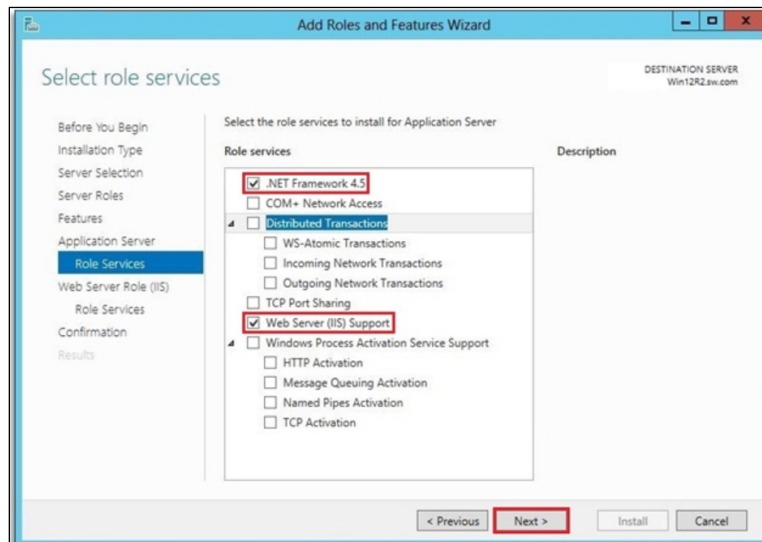 Add Roles and Features Wizard
Select role services
DESTINATION SERVER
Win12R2.sw.com
Before You Begin
Installation Type
Server Selection
Server Roles
Features
Application Server
Role Services
Web Server Role (IIS)
Role Services
Confirmation
Results
Select the role services to install for Application Server
Role services
.NET Framework 4.5
COM+ Network Access
Distributed Transactions
WS-Atomic Transactions
Incoming Network Transactions
Outgoing Network Transactions
TCP Port Sharing
Web Server (IIS) Support
Windows Process Activation Service Support
HTTP Activation
Message Queuing Activation
Named Pipes Activation
TCP Activation
Description
< Previous
Next >
Install
Cancel